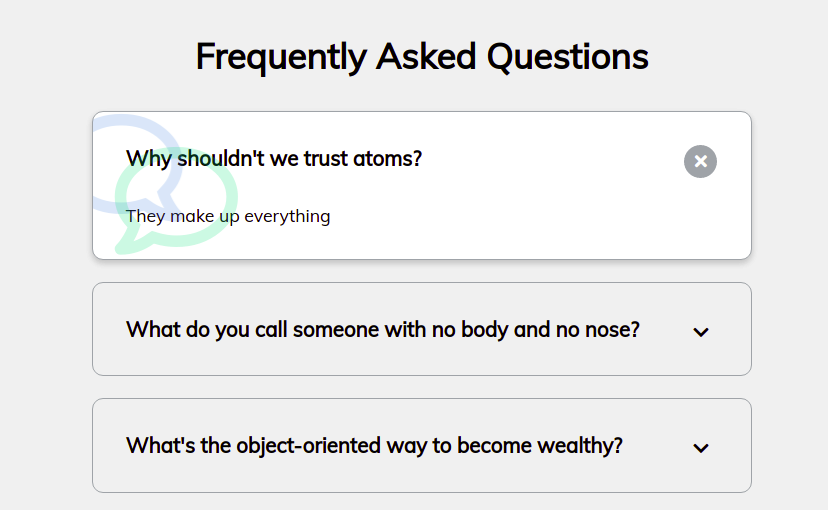 Frequently Asked Questions
Why shouldn't we trust atoms?
They make up everything
What do you call someone with no body and no nose?
What's the object-oriented way to become wealthy?